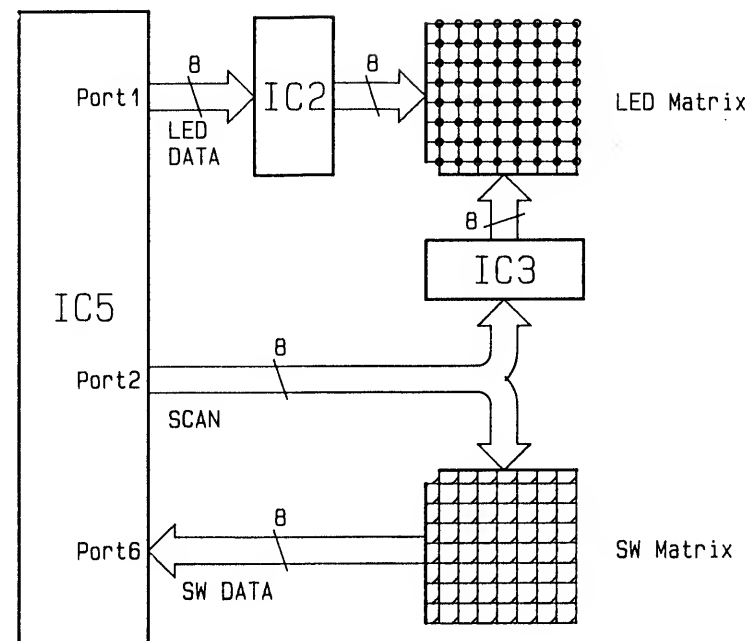 8
8
Port1
IC2
LED Matrix
LED
DATA
8
IC3
IC5
8
Port2
SCAN
8
Port6
SW Matrix
SW DATA